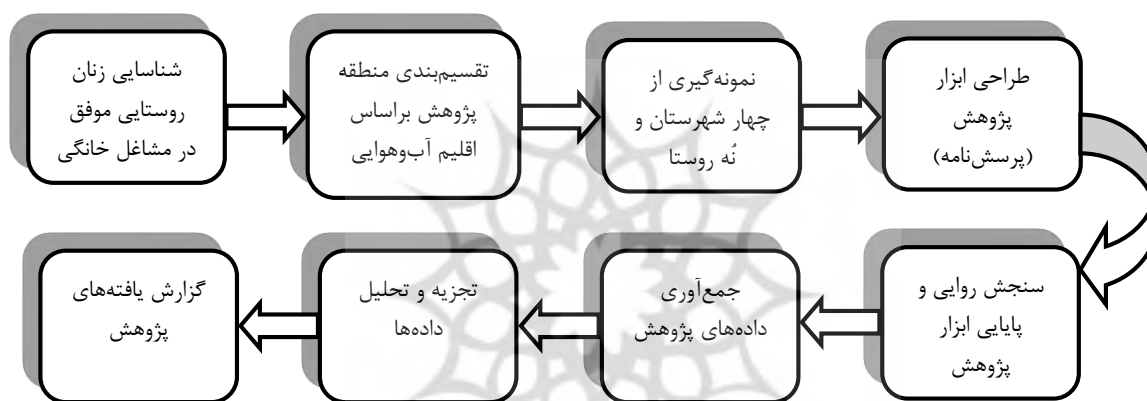 شناسایی زنان
روستایی موفق
در مشاغل خانگی
تقسیم‌بندی منطقه
پژوهش براساس
اقلیم آب‌وهوایی
نمونه‌گیری از
چهار شهرستان و
نُه روستا
طراحی ابزار
پژوهش
(پرسش‌نامه)
سنجش روایی و
پایایی ابزار
پژوهش
جمع‌آوری
داده‌های پژوهش
تجزیه و تحلیل
داده‌ها
گزارش یافته‌های
پژوهش